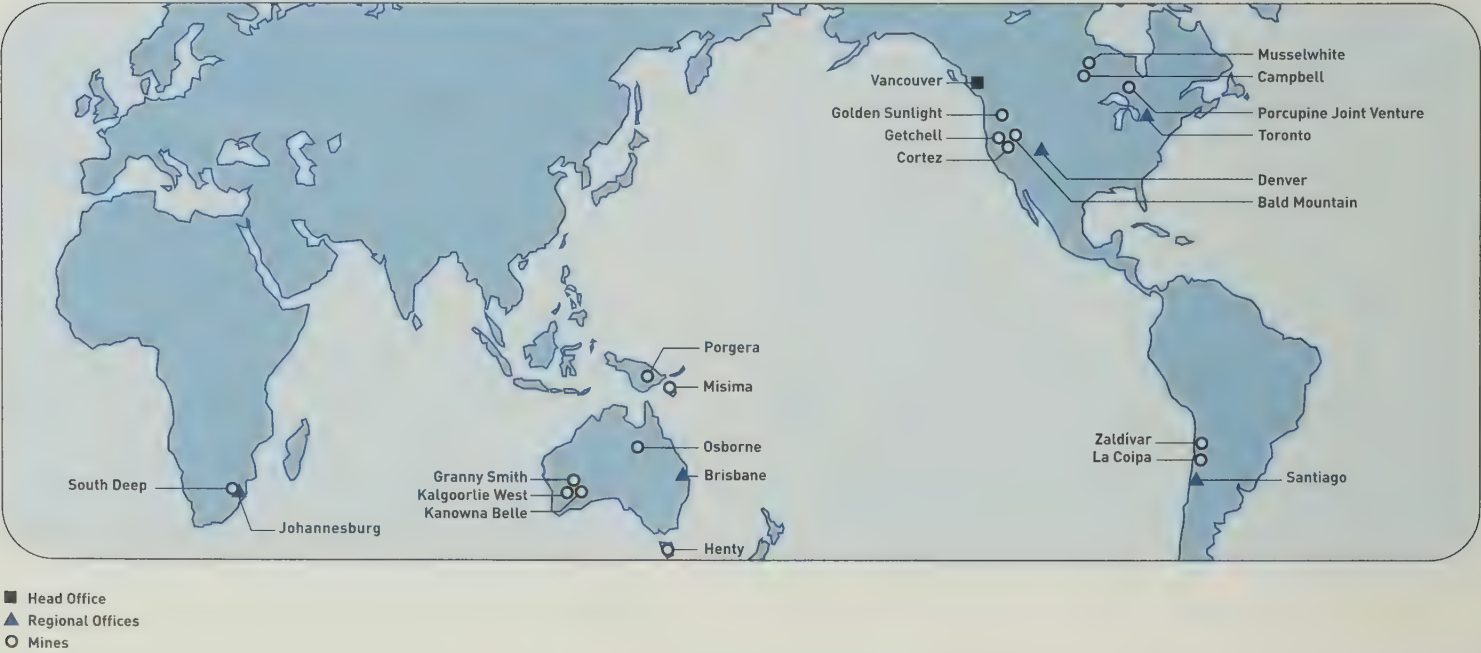 Musselwhite
Campbell
Vancouver
Golden Sunlight
Getchell
Cortez
Porcupine Joint Venture
Toronto
Denver
Bald Mountain
Porgera
Misima
Osborne
Brisbane
Granny Smith
Kalgoorlie West
Kanowna Belle
Henty
South Deep
Johannesburg
Zaldívar
La Coipa
Santiago
Head Office
Regional Offices
Mines